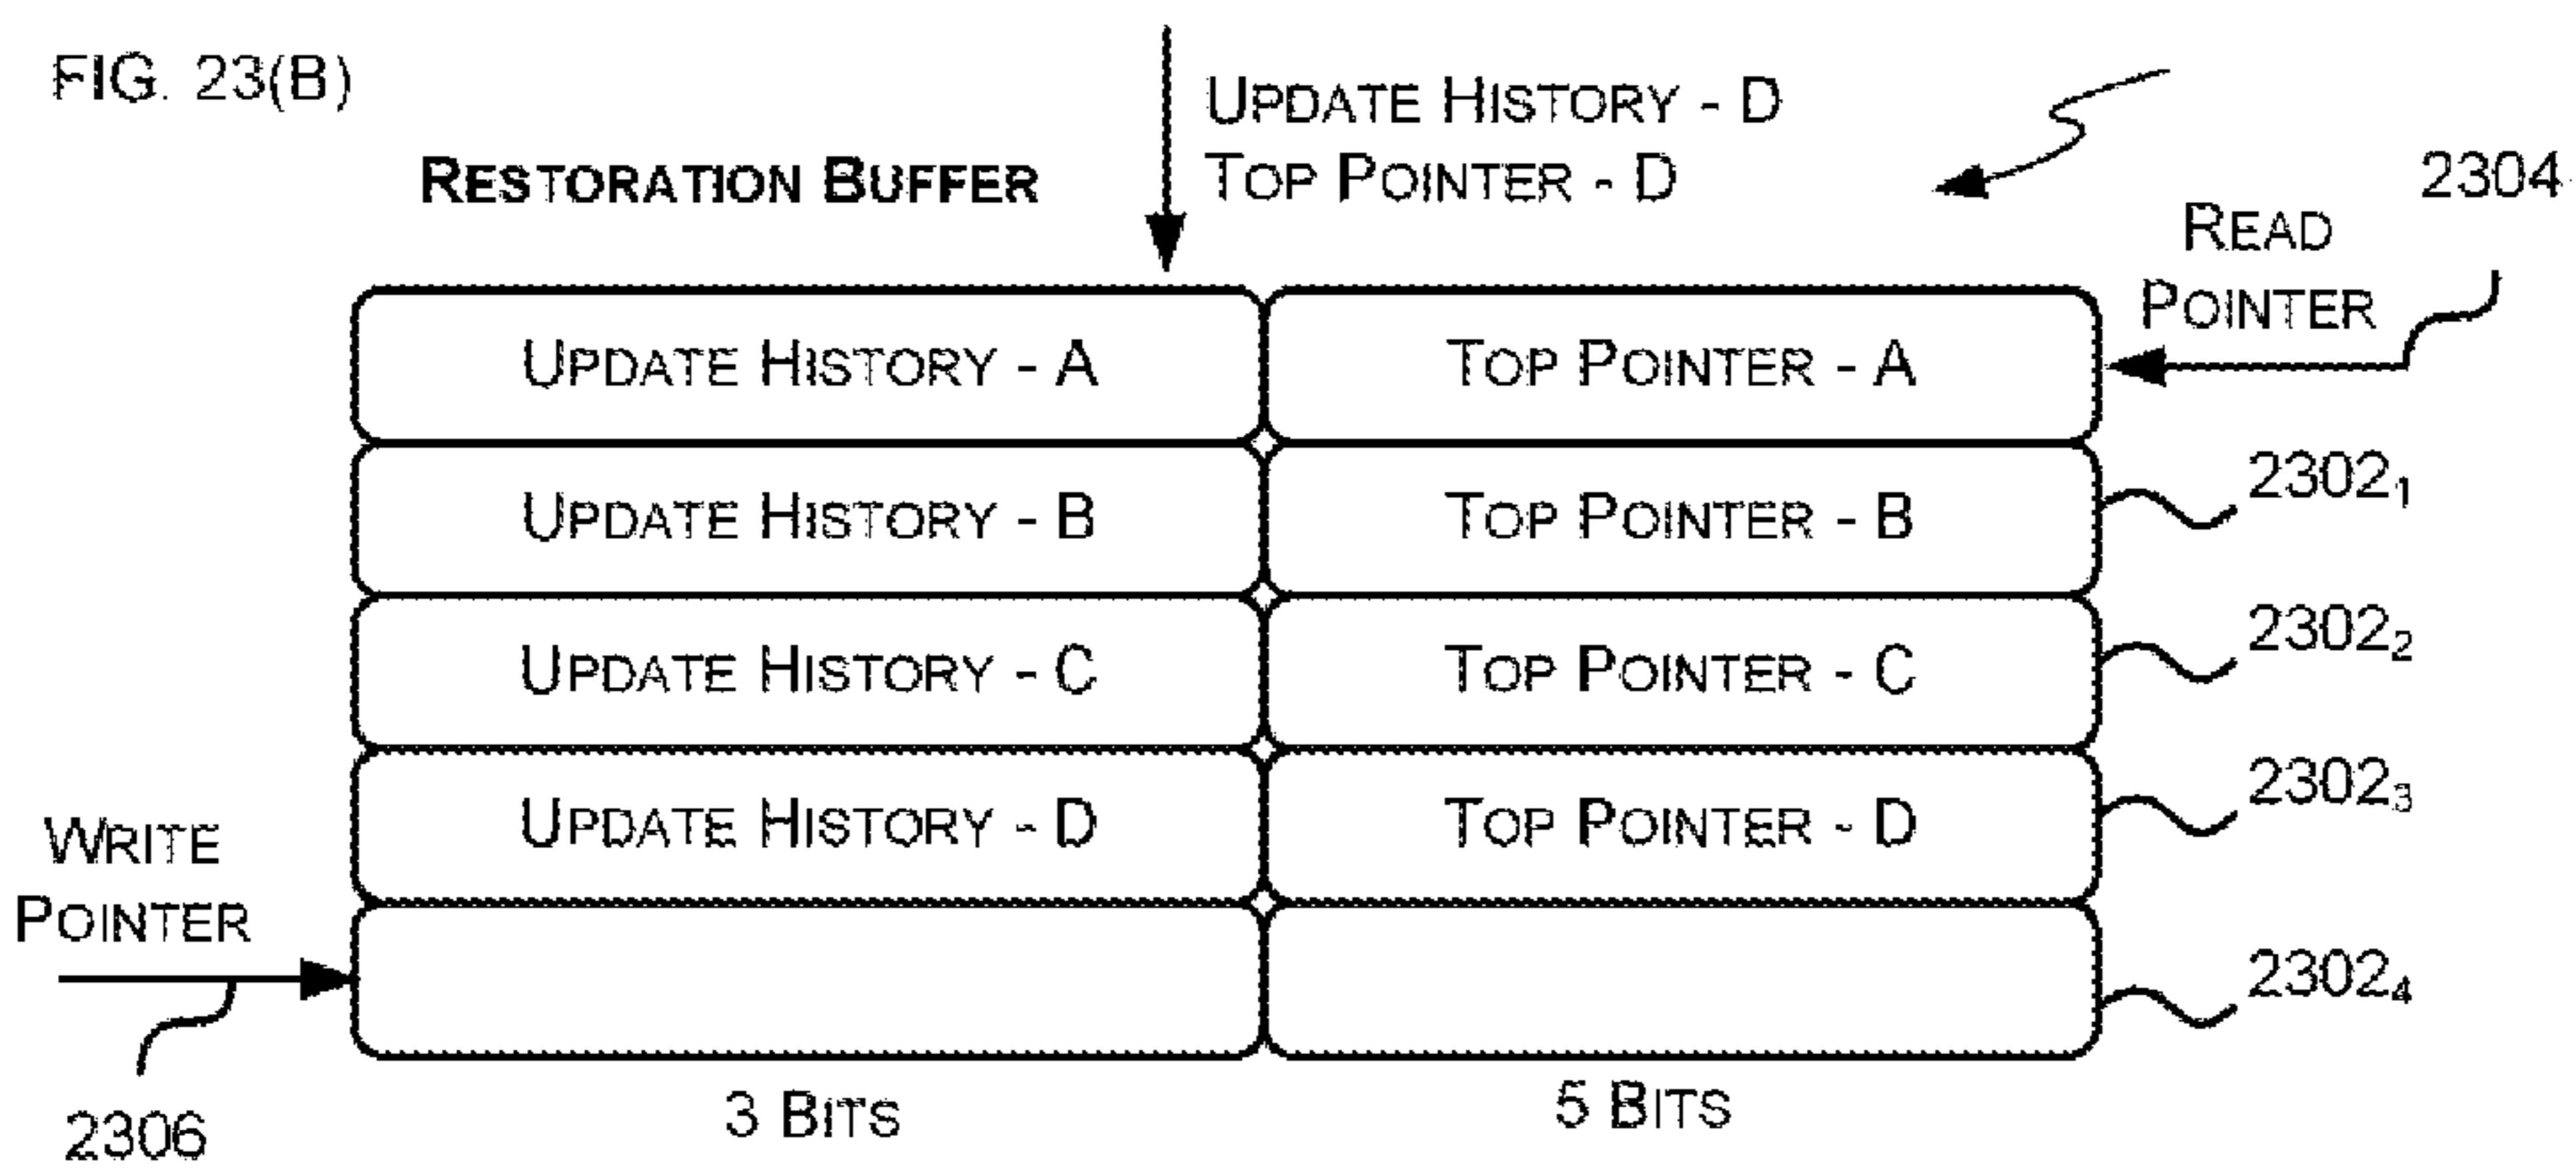 FIG. 23(B)
UPDATE HISTORY - D
RESTORATION BUFFER
TOP POINTER - D
2304
READ
POINTER
UPDATE HISTORY - A
TOP POINTER - A
UPDATE HISTORY - B
TOP POINTER - B
2302₁
UPDATE HISTORY - C
TOP POINTER - C
2302₂
UPDATE HISTORY - D
TOP POINTER - D
2302₃
WRITE
POINTER
2302₄
3 BITS
5 BITS
2306